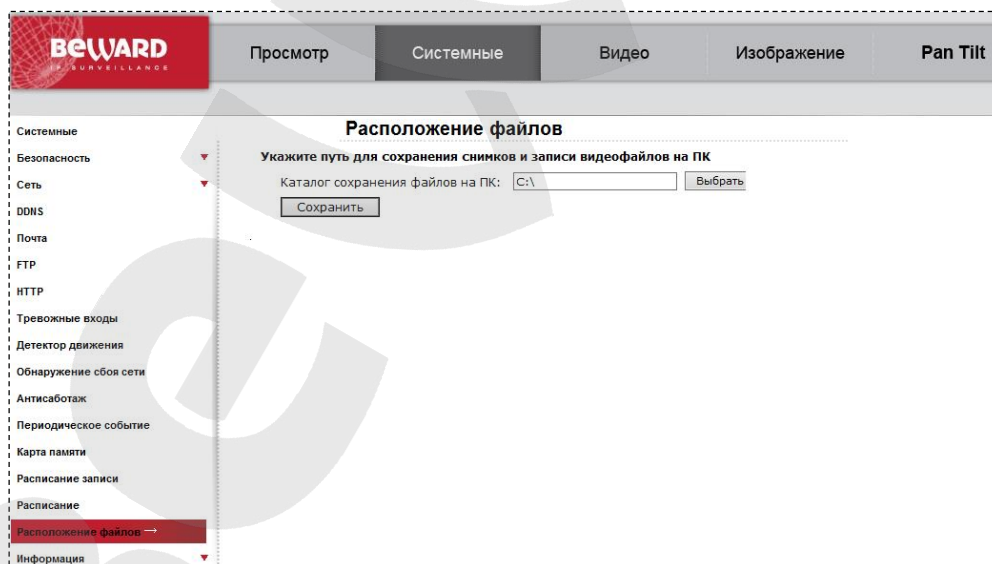 BEWARD
IP SURVEILLANCE
Просмотр
Системные
Видео
Изображение
Pan Tilt
Системные
Безопасность
Сеть
DDNS
Почта
FTP
HTTP
Тревожные входы
Детектор движения
Обнаружение сбоя сети
Антисаботаж
Периодическое событие
Карта памяти
Расписание записи
Расписание
Расположение файлов →
Информация
Расположение файлов
Укажите путь для сохранения снимков и записи видеофайлов на ПК
Каталог сохранения файлов на ПК: C:\ Выбрать
Сохранить